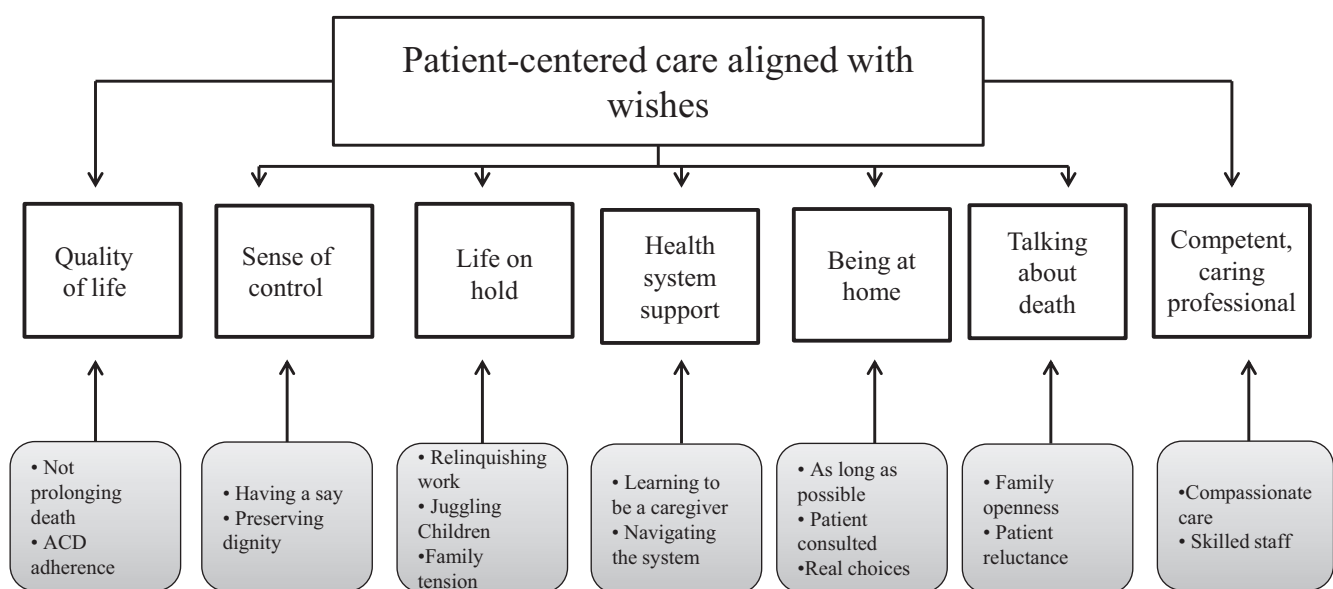 Patient-centered care aligned with
wishes
Quality
of life
Sense of
control
Life on
hold
Health
system
support
Being at
home
Talking
about
death
Competent,
caring
professional
• Not
prolonging
death
• ACD
adherence
• Having a say
• Preserving
dignity
• Relinquishing
work
• Juggling
Children
•Family
tension
• Learning to
be a caregiver
• Navigating
the system
• As long as
possible
• Patient
consulted
•Real choices
• Family
openness
• Patient
reluctance
•Compassionate
care
• Skilled staff